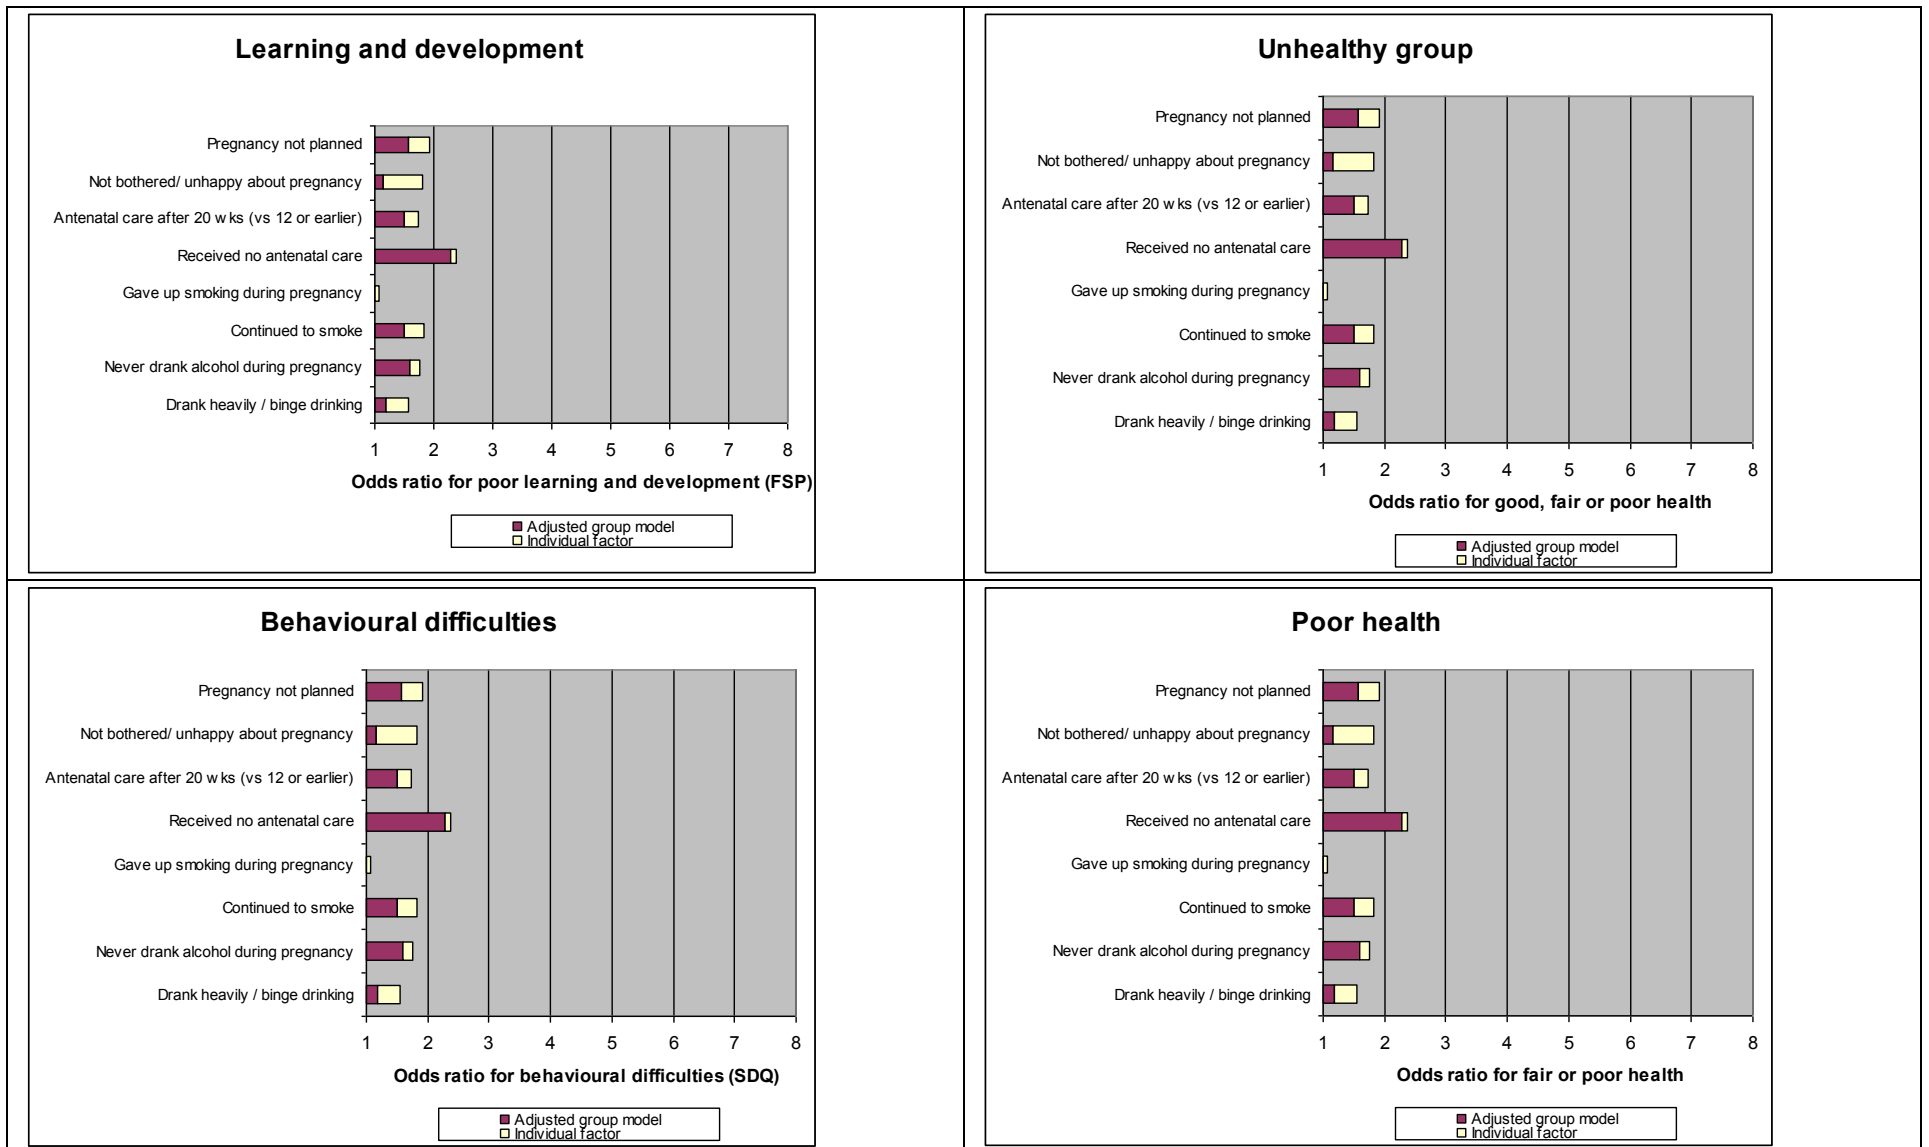 Learning and development
Pregnancy not planned
Not bothered/ unhappy about pregnancy
Antenatal care after 20 wks (vs 12 or earlier)
Received no antenatal care
Gave up smoking during pregnancy
Continued to smoke
Never drank alcohol during pregnancy
Drank heavily / binge drinking
1 2 3 4 5 6 7 8
Odds ratio for poor learning and development (FSP)
Adjusted group model
Individual factor
Unhealthy group
Pregnancy not planned
Not bothered/ unhappy about pregnancy
Antenatal care after 20 wks (vs 12 or earlier)
Received no antenatal care
Gave up smoking during pregnancy
Continued to smoke
Never drank alcohol during pregnancy
Drank heavily / binge drinking
1 2 3 4 5 6 7 8
Odds ratio for good, fair or poor health
Adjusted group model
Individual factor
Behavioural difficulties
Pregnancy not planned
Not bothered/ unhappy about pregnancy
Antenatal care after 20 wks (vs 12 or earlier)
Received no antenatal care
Gave up smoking during pregnancy
Continued to smoke
Never drank alcohol during pregnancy
Drank heavily / binge drinking
1 2 3 4 5 6 7 8
Odds ratio for behavioural difficulties (SDQ)
Adjusted group model
Individual factor
Poor health
Pregnancy not planned
Not bothered/ unhappy about pregnancy
Antenatal care after 20 wks (vs 12 or earlier)
Received no antenatal care
Gave up smoking during pregnancy
Continued to smoke
Never drank alcohol during pregnancy
Drank heavily / binge drinking
1 2 3 4 5 6 7 8
Odds ratio for fair or poor health
Adjusted group model
Individual factor